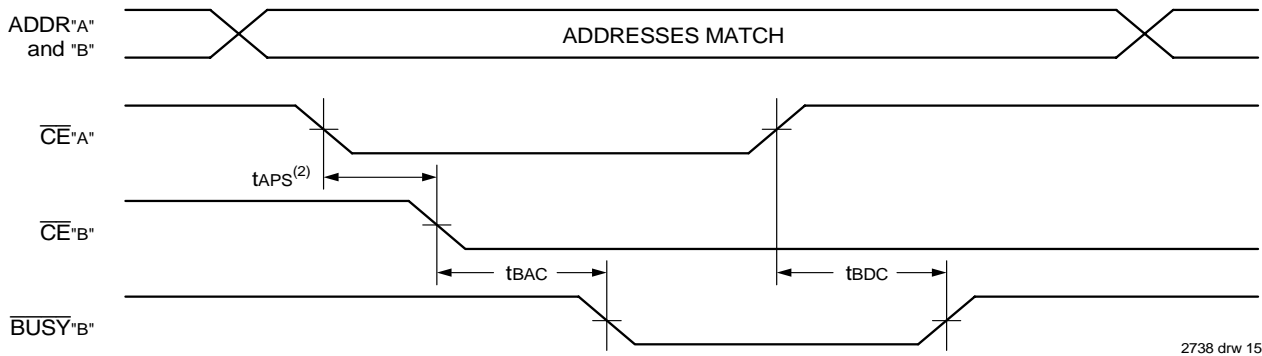 ADDR"A"
and "B"
ADDRESSES MATCH
CE"A"
tAPS(2)
CE"B"
tBAC
tBDC
BUSY"B"
2738 drw 15